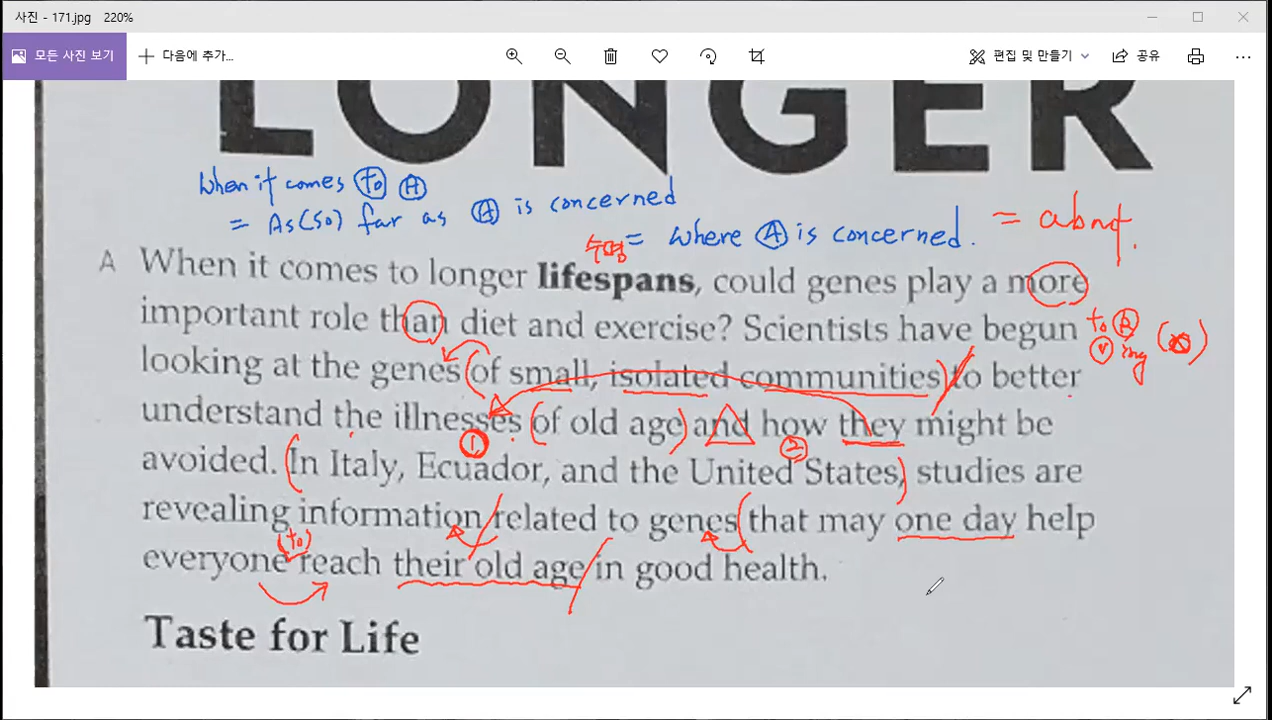 사진 - 171.jpg 220%
모든 사진 보기 다음에 추가... 편집 및 만들기 공유
LONGER
When it comes to A
= As(so) far as A is concerned
수명 = where A is concerned. = about.
A When it comes to longer lifespans, could genes play a more
important role than diet and exercise? Scientists have begun to R
looking at the genes (of small, isolated communities) to better ving
understand the illnesses (of old age) and how they might be
1 2
avoided. (In Italy, Ecuador, and the United States,) studies are
revealing information related to genes (that may one day help
(to)
everyone reach their old age in good health.
Taste for Life